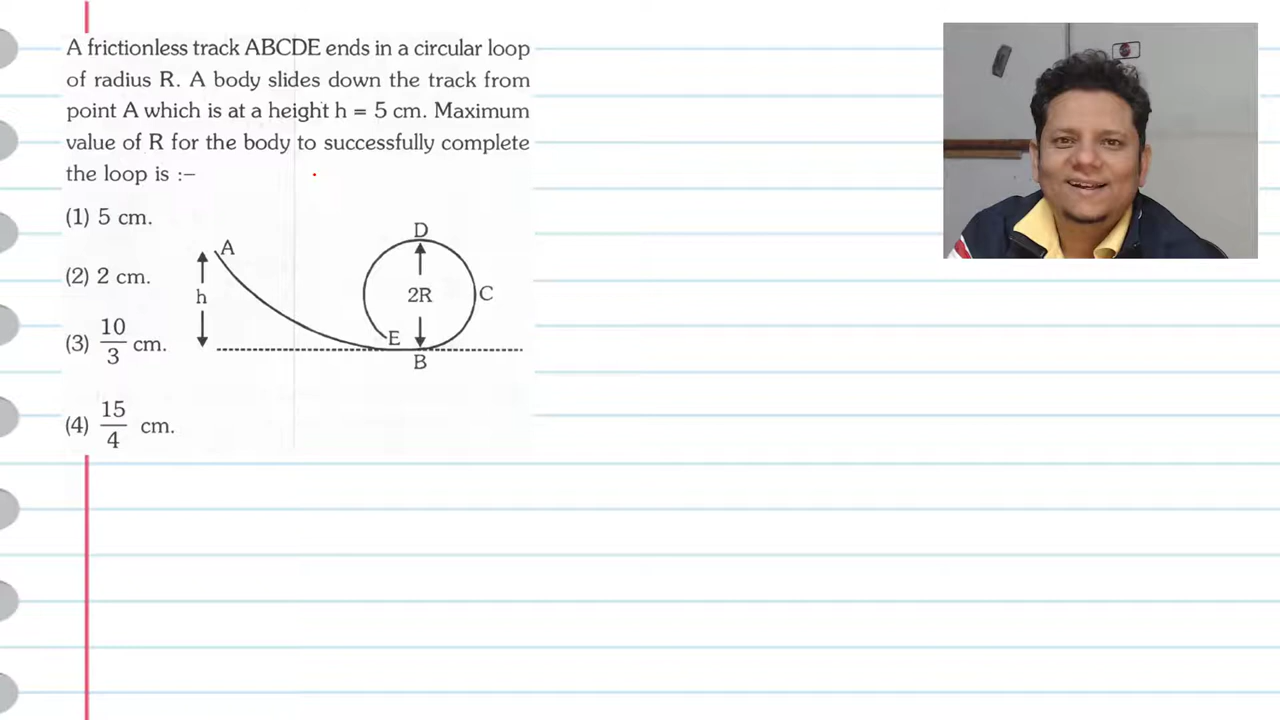 A frictionless track ABCDE ends in a circular loop
of radius R. A body slides down the track from
point A which is at a height h = 5 cm. Maximum
value of R for the body to successfully complete
the loop is :–
(1) 5 cm.
(2) 2 cm.
(3) 10/3 cm.
(4) 15/4 cm.
A
h
D
2R
C
E
B